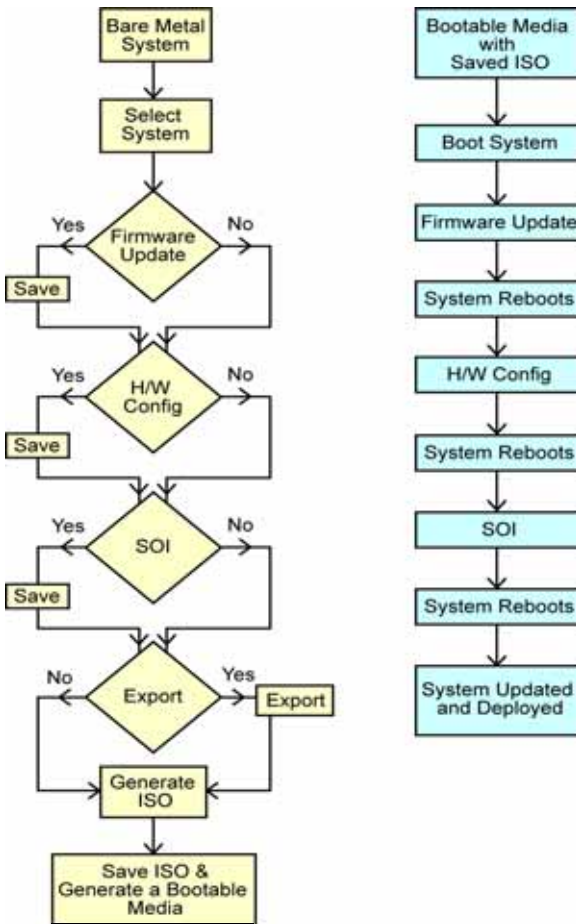 Bare Metal
System
Select
System
Yes
No
Firmware
Update
Save
Yes
No
H/W
Config
Save
Yes
No
SOI
Save
No
Yes
Export
Export
Generate
ISO
Save ISO &
Generate a Bootable
Media
Bootable Media
with
Saved ISO
Boot System
Firmware Update
System Reboots
H/W Config
System Reboots
SOI
System Reboots
System Updated
and Deployed